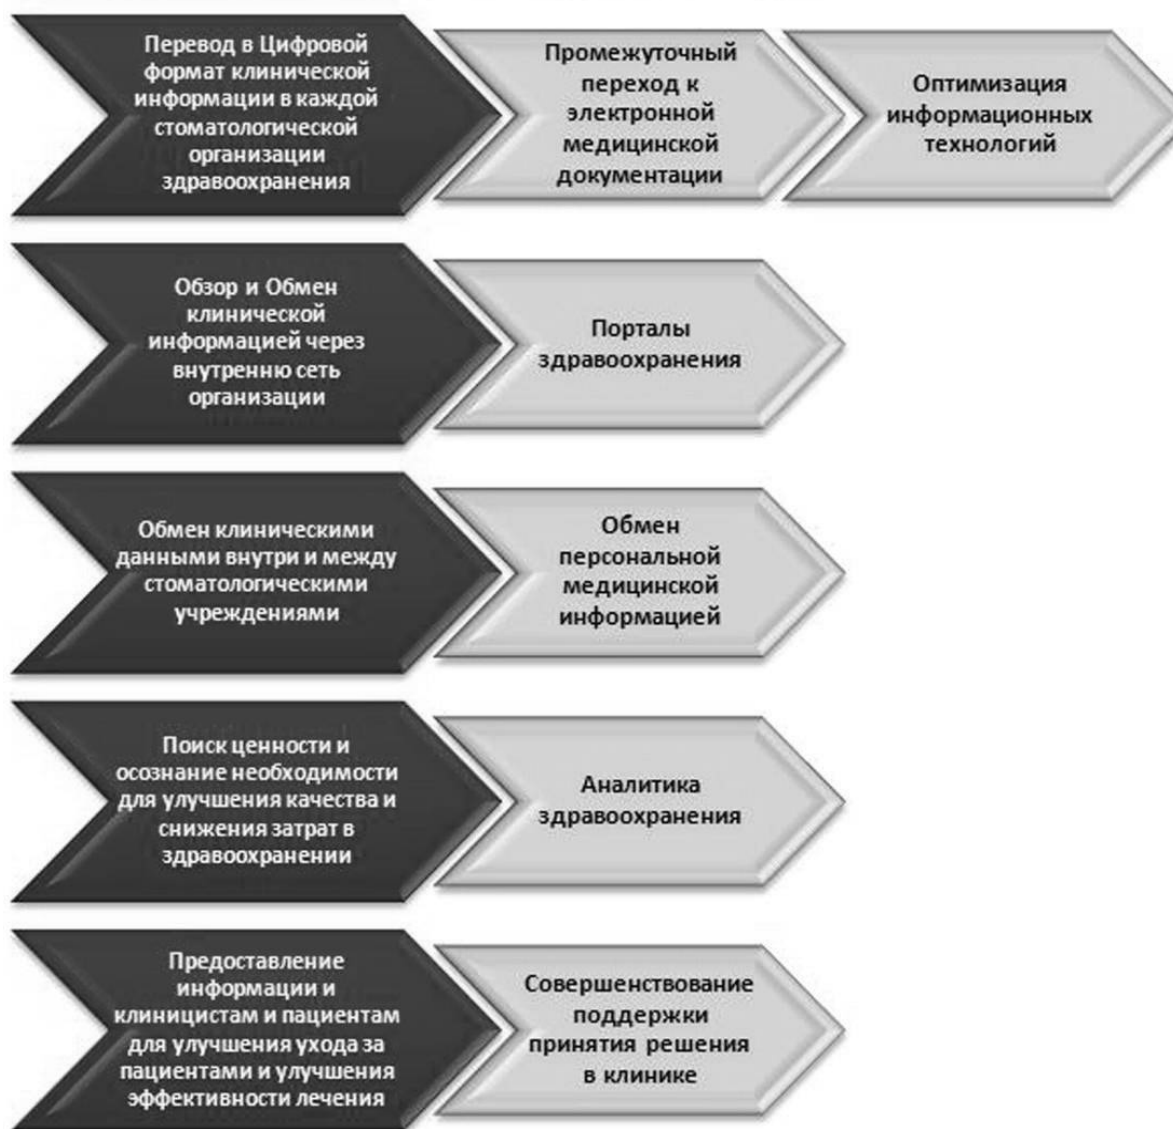 Перевод в Цифровой
формат клинической
информации в каждой
стоматологической
организации
здравоохранения
Промежуточный
переход к
электронной
медицинской
документации
Оптимизация
информационных
технологий
Обзор и Обмен
клинической
информацией через
внутренню сеть
организации
Порталы
здравоохранения
Обмен клиническими
данными внутри и между
стоматологическими
учреждениями
Обмен
персональной
медицинской
информацией
Поиск ценности и
осознание необходимости
для улучшения качества и
снижения затрат в
здравоохранении
Аналитика
здравоохранения
Предоставление
информации и
клиницистам и пациентам
для улучшения ухода за
пациентами и улучшения
эффективности лечения
Совершенствование
поддержки
принятия решения
в клинике